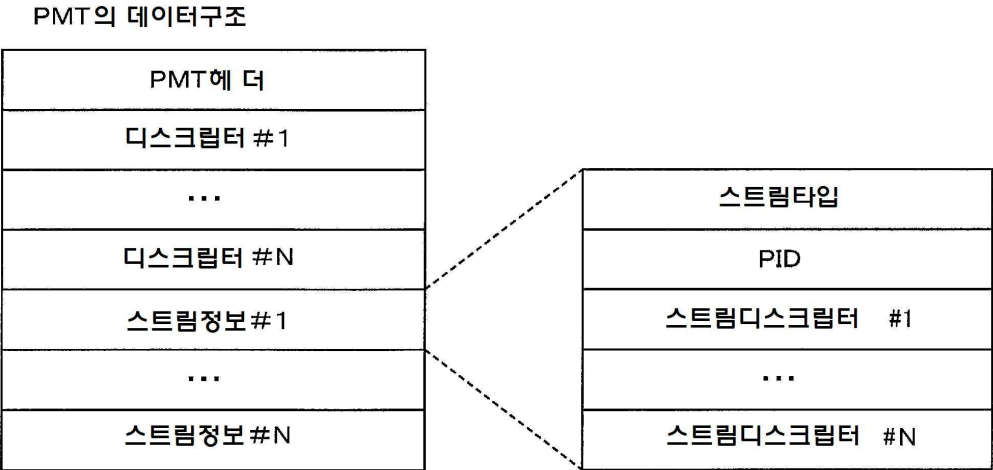 PMT의 데이터구조
PMT헤 더
디스크립터 #1
...
디스크립터 #N
스트림정보#1
...
스트림정보#N
스트림타입
PID
스트림디스크립터 #1
...
스트림디스크립터 #N